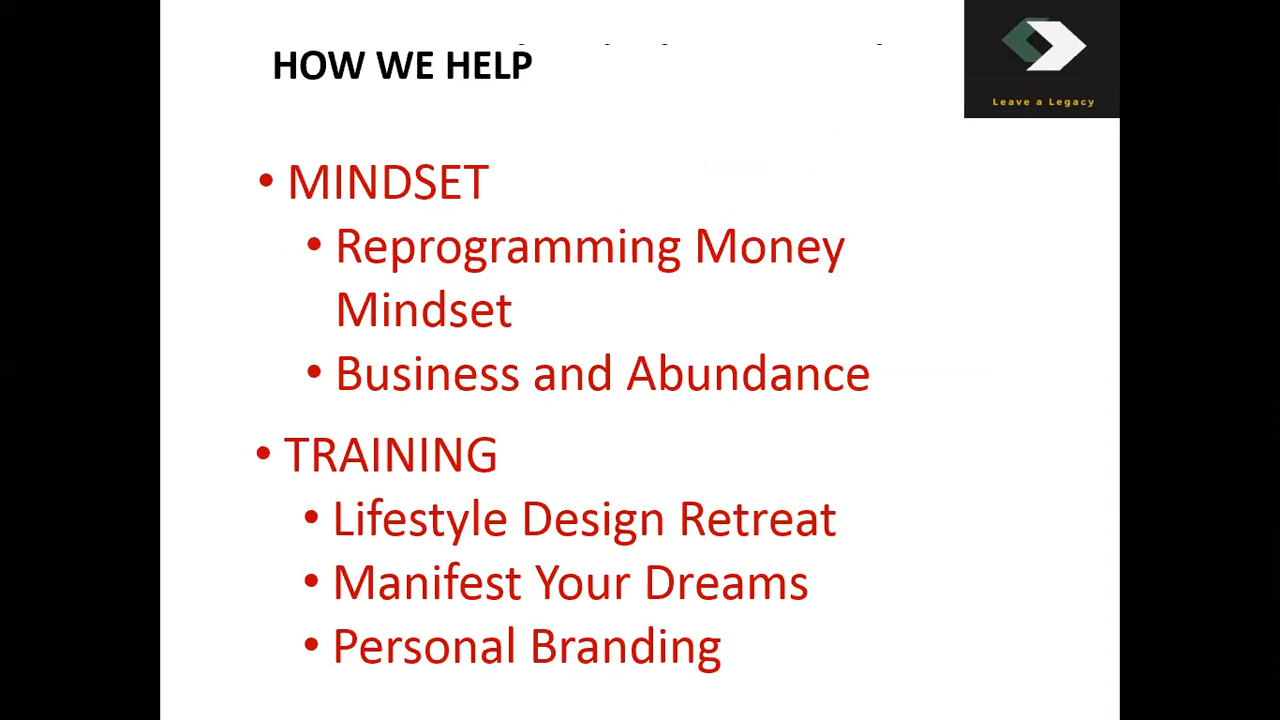 HOW WE HELP
Leave a Legacy
• MINDSET
• Reprogramming Money
Mindset
• Business and Abundance
• TRAINING
• Lifestyle Design Retreat
• Manifest Your Dreams
• Personal Branding